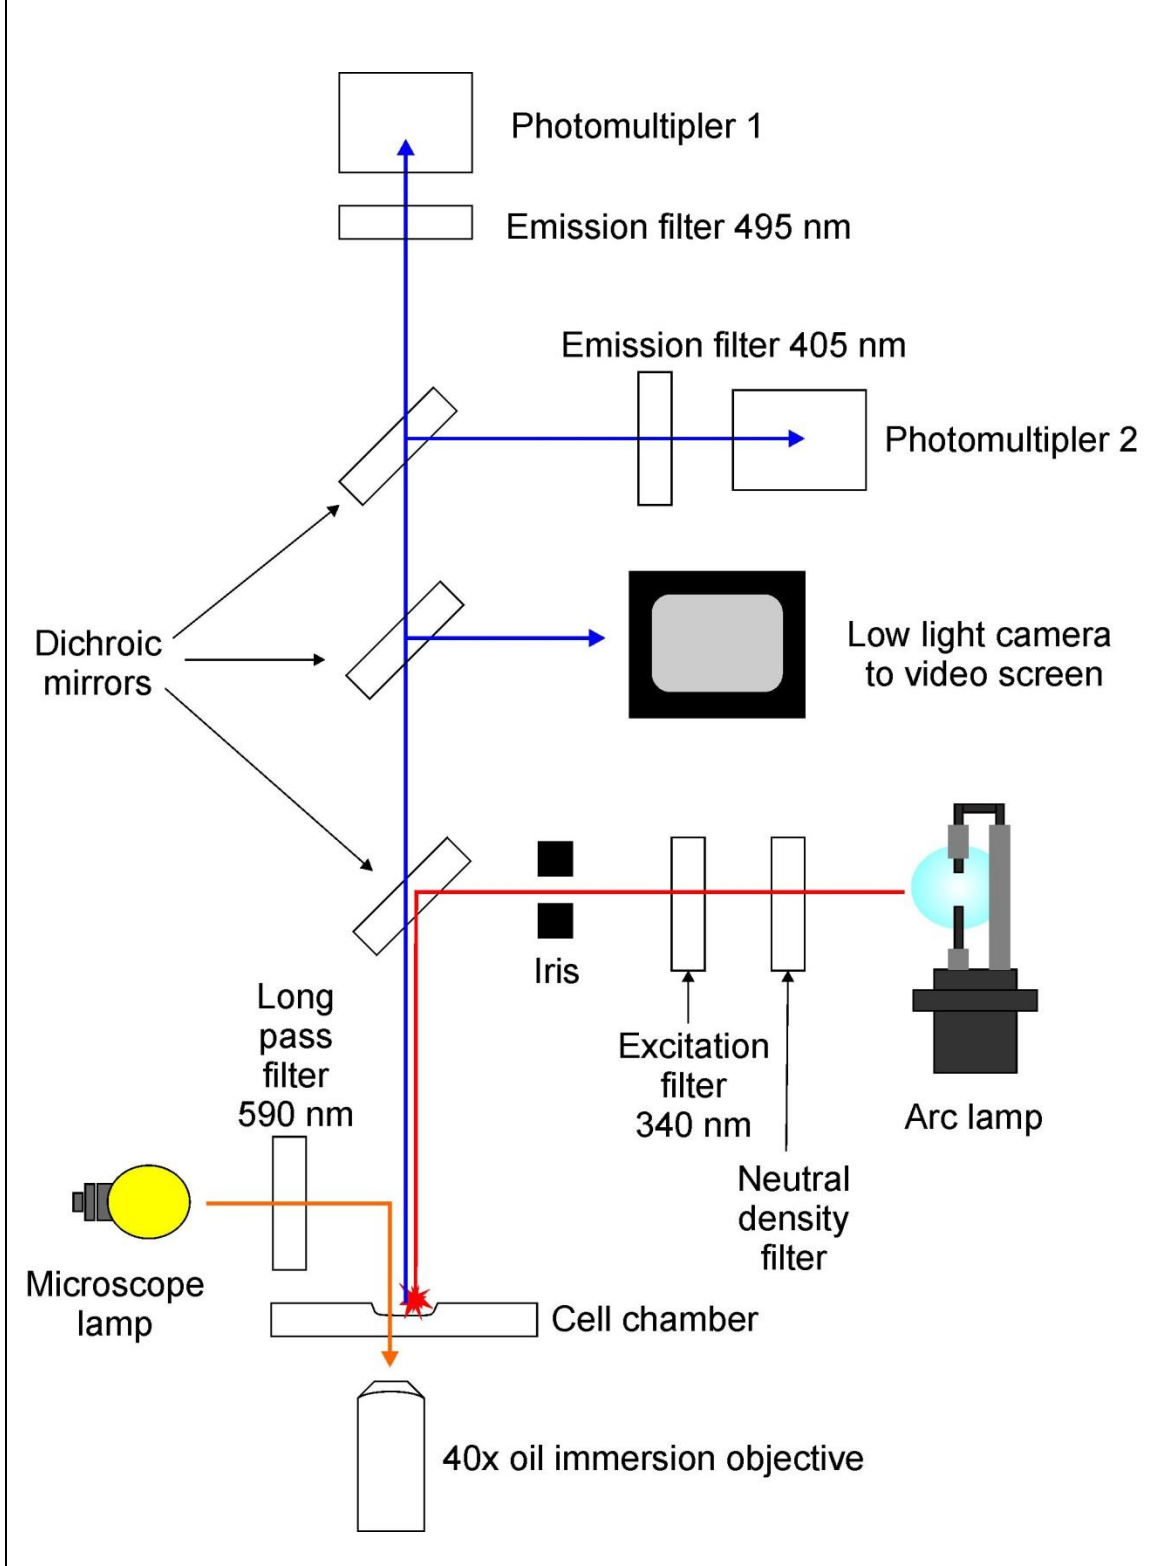 Photomultipler 1
Emission filter 495 nm
Emission filter 405 nm
Photomultipler 2
Dichroic
mirrors
Low light camera
to video screen
Iris
Long
pass
filter
590 nm
Excitation
filter
340 nm
Arc lamp
Neutral
density
filter
Microscope
lamp
Cell chamber
40x oil immersion objective